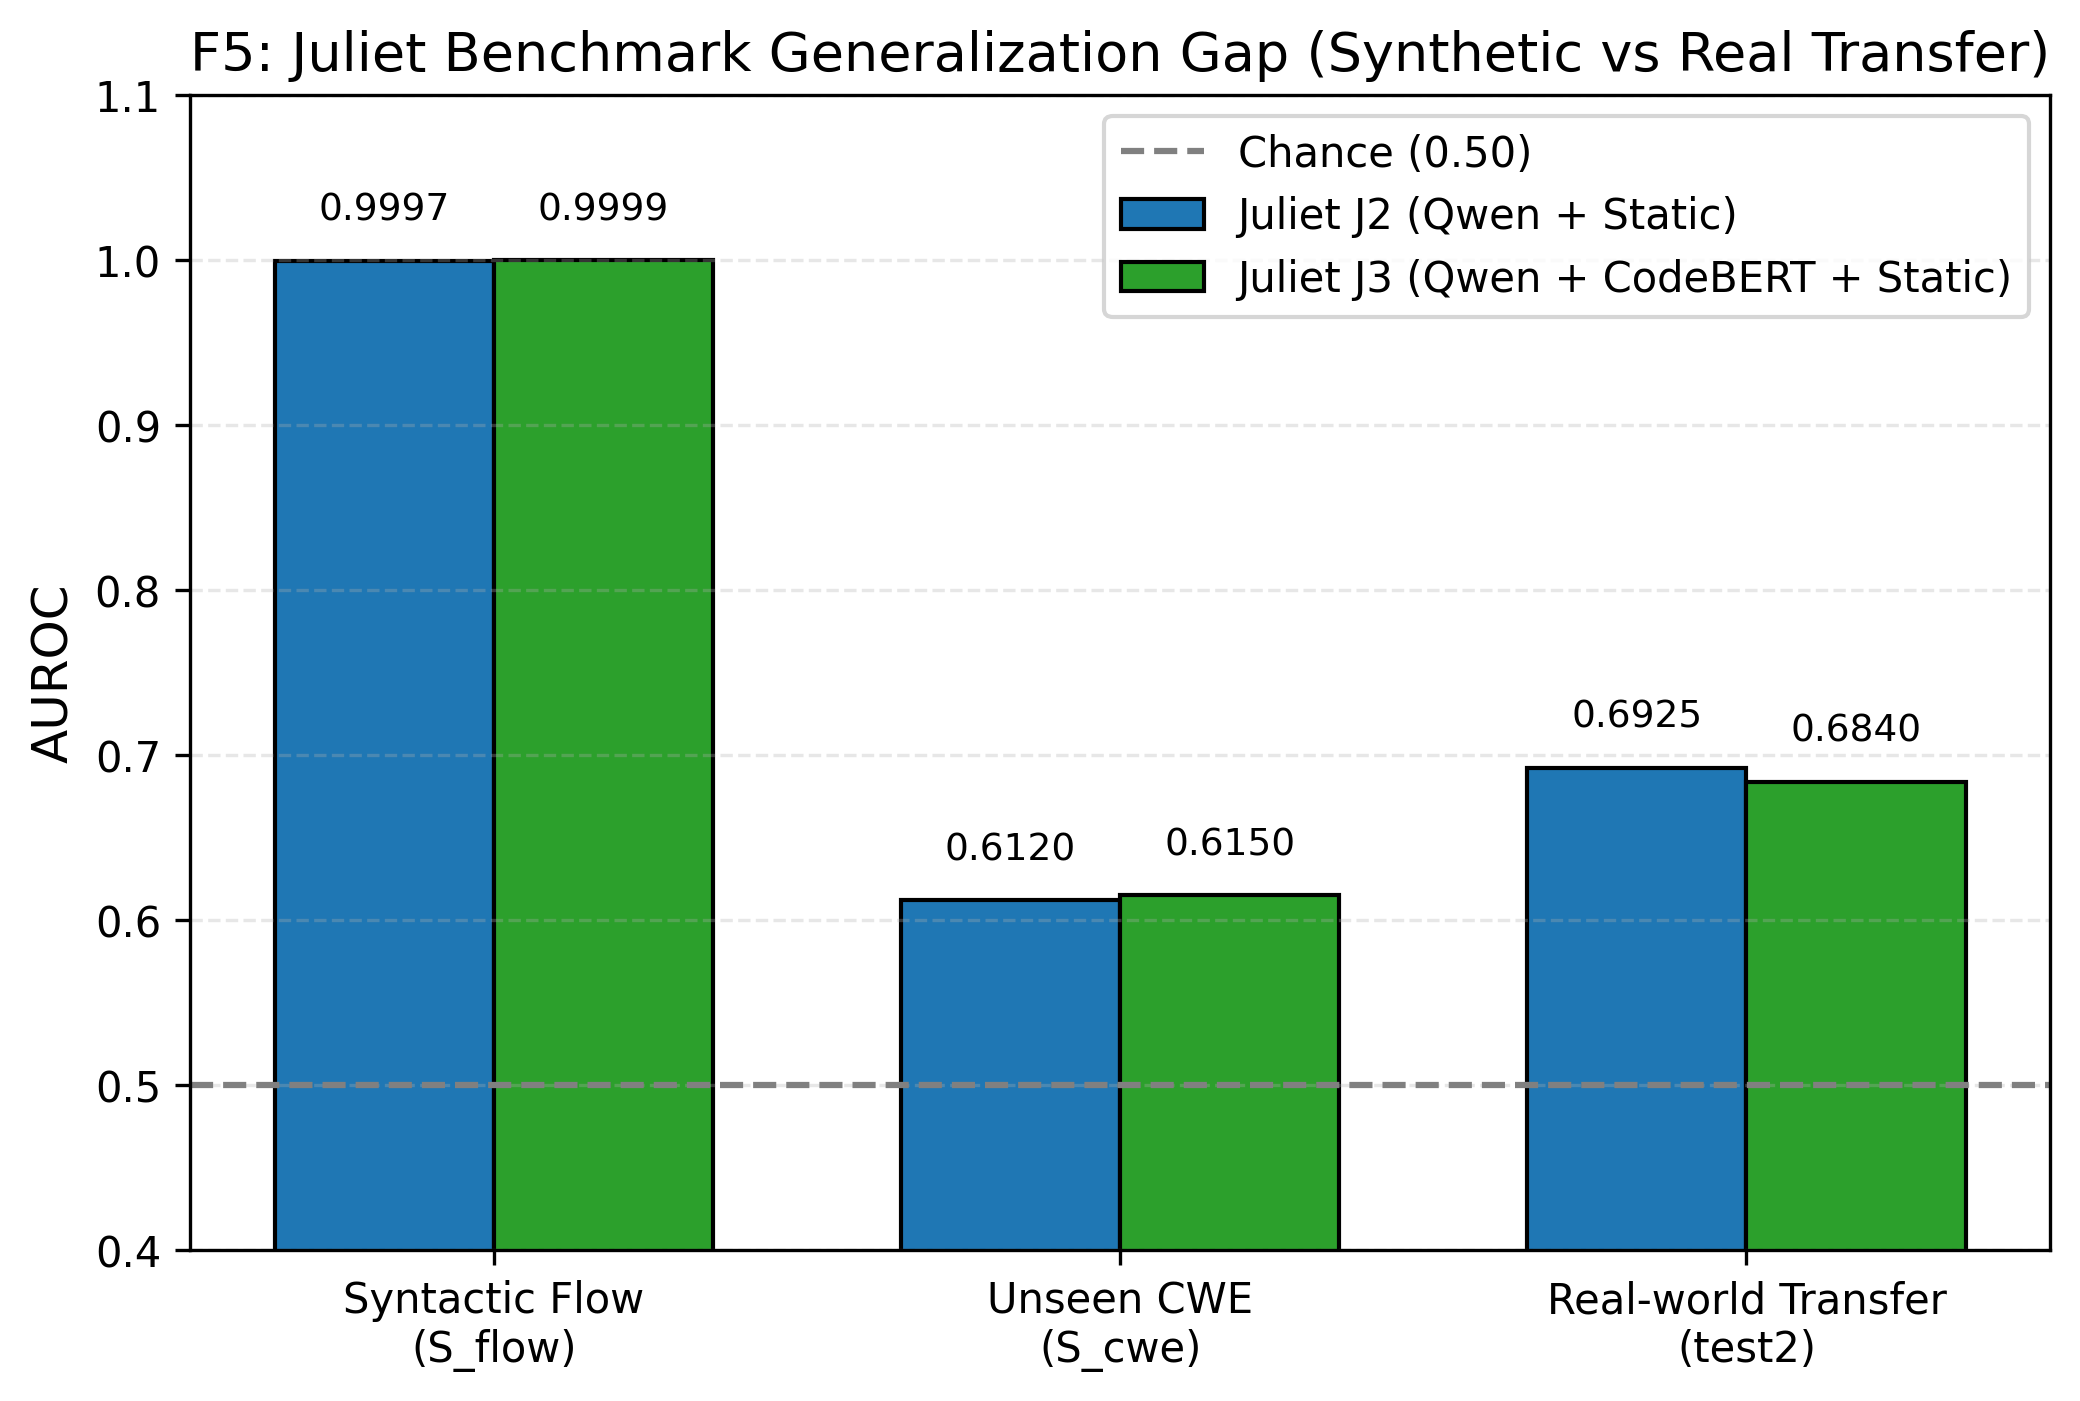 F5: Juliet Benchmark Generalization Gap (Synthetic vs Real Transfer)
1.1
1.0
0.9
0.8
0.7
0.6
0.5
0.4
AUROC
Chance (0.50)
Juliet J2 (Qwen + Static)
Juliet J3 (Qwen + CodeBERT + Static)
0.9997
0.9999
0.6120
0.6150
0.6925
0.6840
Syntactic Flow
(S_flow)
Unseen CWE
(S_cwe)
Real-world Transfer
(test2)